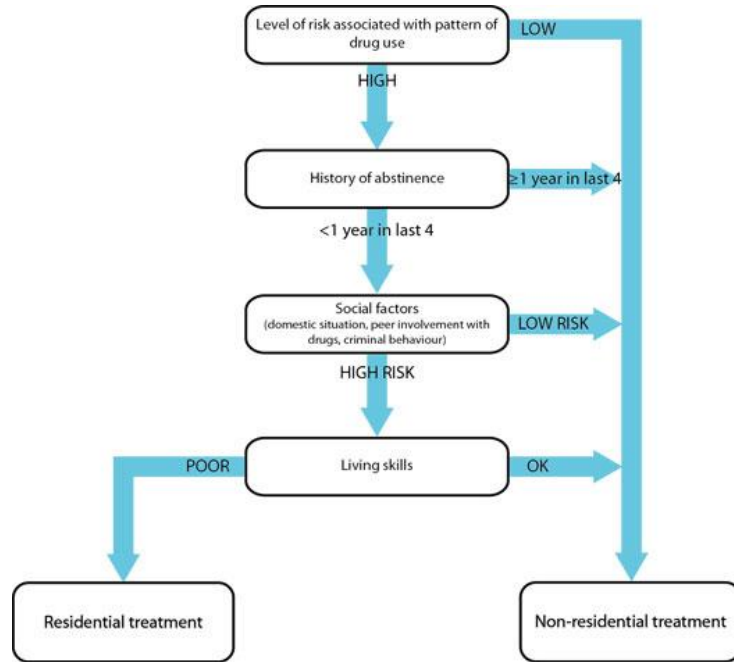 Level of risk associated with pattern of
drug use
LOW
HIGH
History of abstinence
≥1 year in last 4
<1 year in last 4
Social factors
(domestic situation, peer involvement with
drugs, criminal behaviour)
LOW RISK
HIGH RISK
POOR
Living skills
OK
Residential treatment
Non-residential treatment